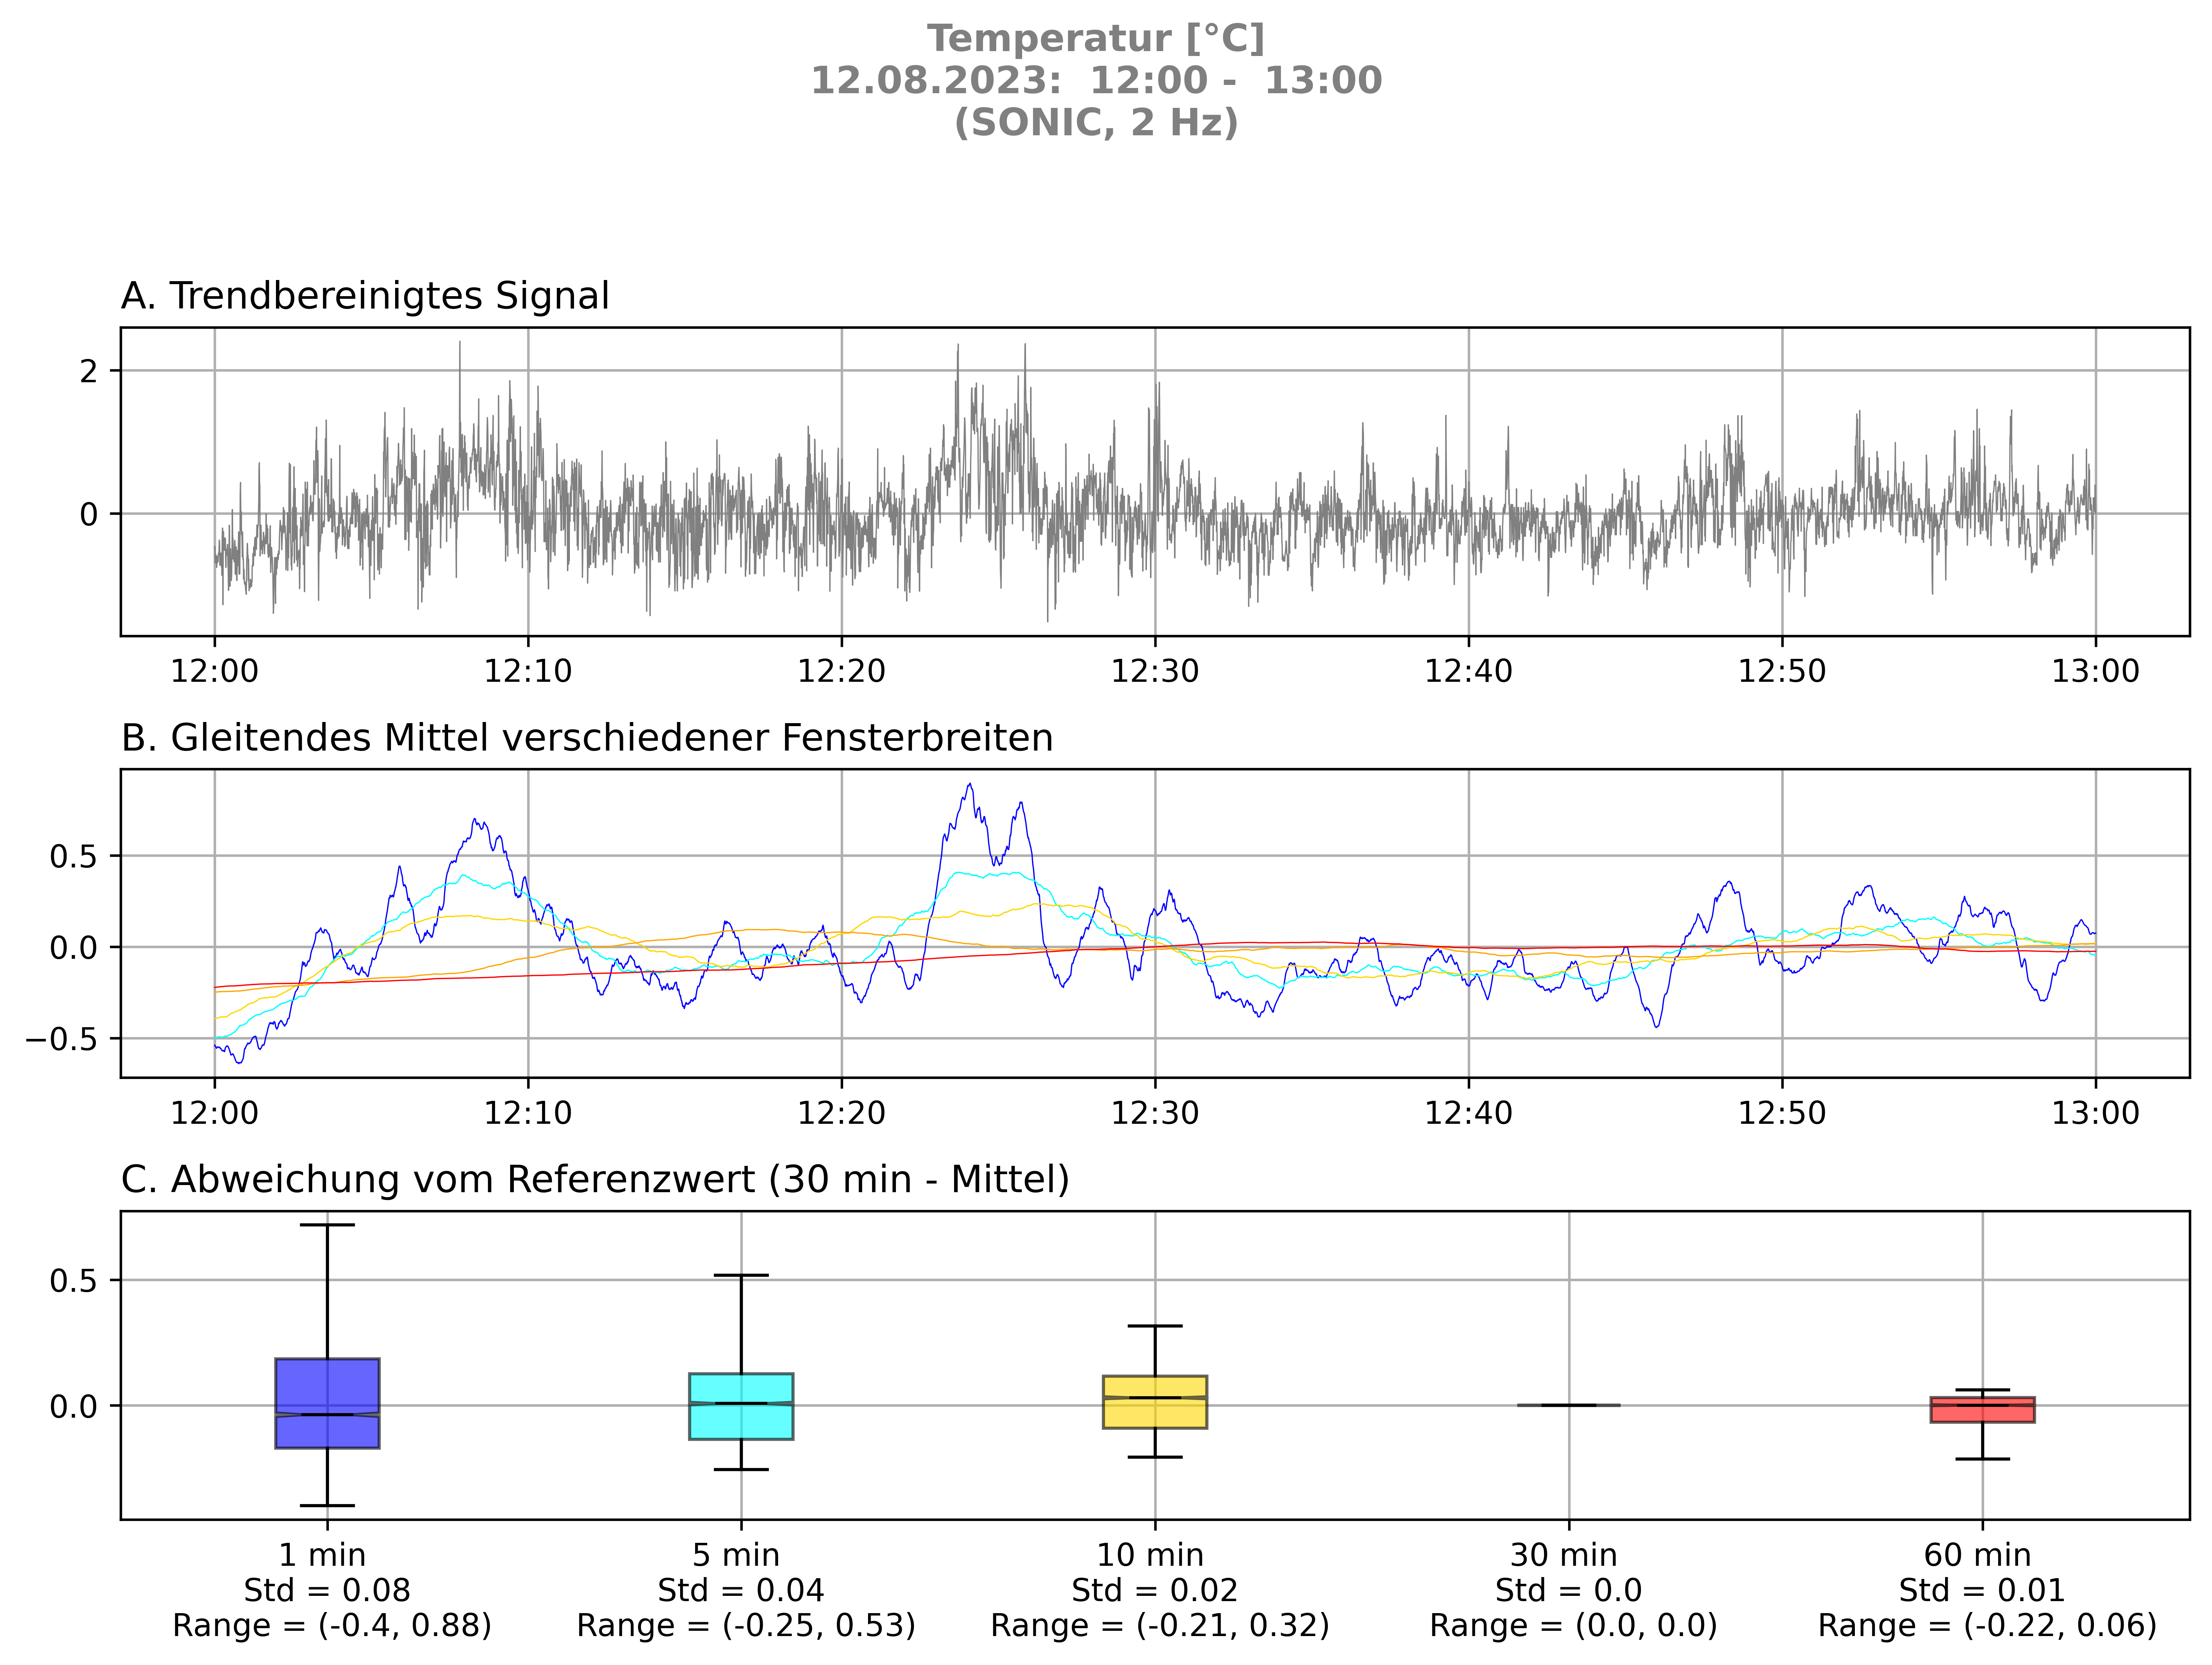 Temperatur [°C]
12.08.2023:  12:00 -  13:00
(SONIC, 2 Hz)
A. Trendbereinigtes Signal
2
0
12:00 12:10 12:20 12:30 12:40 12:50 13:00
B. Gleitendes Mittel verschiedener Fensterbreiten
0.5
0.0
−0.5
12:00 12:10 12:20 12:30 12:40 12:50 13:00
C. Abweichung vom Referenzwert (30 min - Mittel)
0.5
0.0
1 min 5 min 10 min 30 min 60 min
Std = 0.08 Std = 0.04 Std = 0.02 Std = 0.0 Std = 0.01
Range = (-0.4, 0.88) Range = (-0.25, 0.53) Range = (-0.21, 0.32) Range = (0.0, 0.0) Range = (-0.22, 0.06)